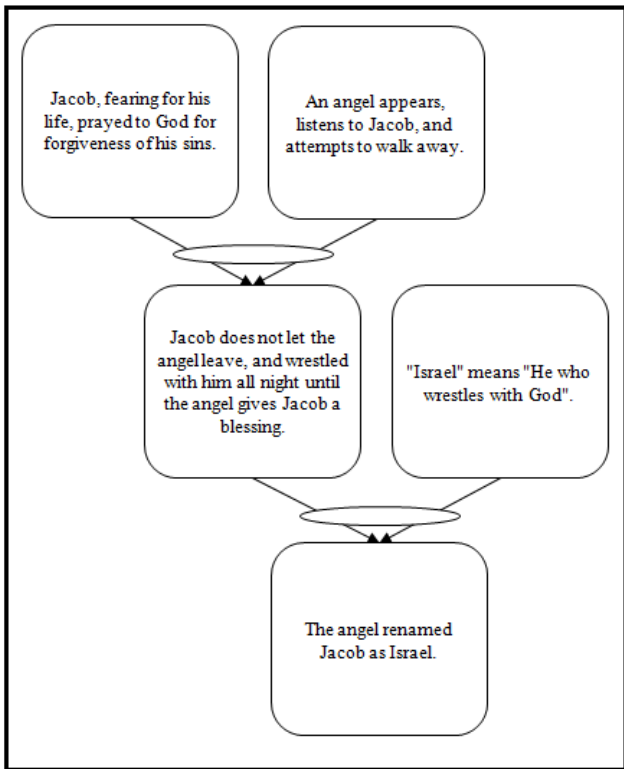 Jacob, fearing for his
life, prayed to God for
forgiveness of his sins.
An angel appears,
listens to Jacob, and
attempts to walk away.
Jacob does not let the
angel leave, and wrestled
with him all night until
the angel gives Jacob a
blessing.
"Israel" means "He who
wrestles with God".
The angel renamed
Jacob as Israel.